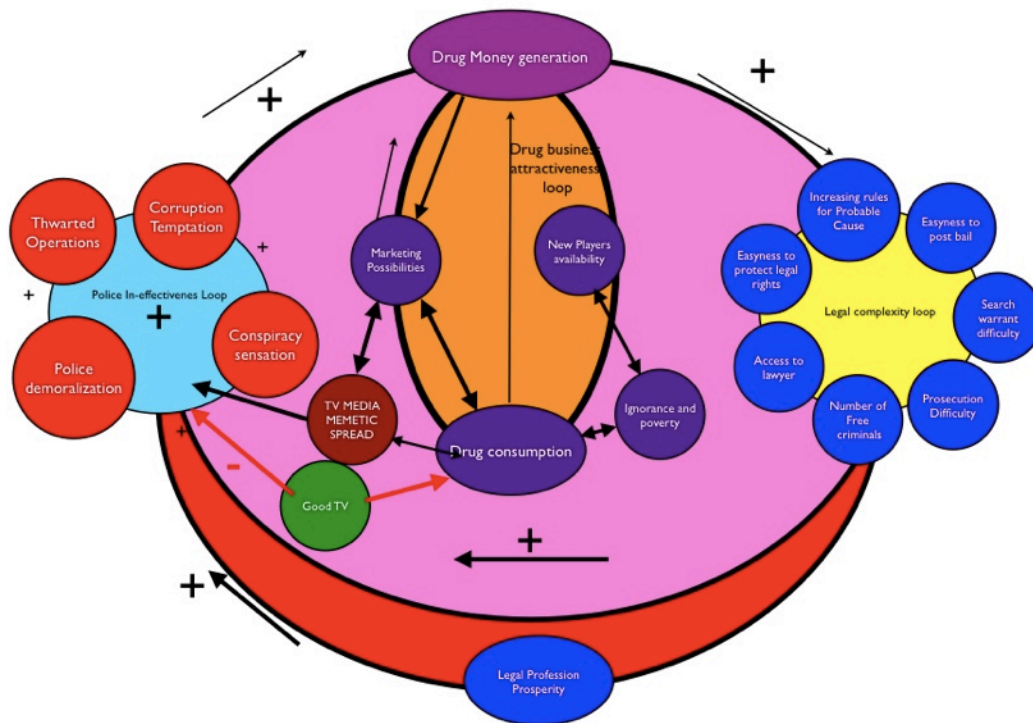 Drug Money generation
+
+
Drug business
attractiveness
loop
Thwarted
Operations
Corruption
Temptation
+
+
Police In-effectivenes Loop
+
Conspiracy
sensation
Police
demoralization
+
Marketing
Possibilities
New Players
availability
Increasing rules
for Probable
Cause
Easyness to
post bail
Easyness to
protect legal
rights
Legal complexity loop
Search
warrant
difficulty
Access to
lawyer
Number of
Free
criminals
Prosecution
Difficulty
TV MEDIA
MEMETIC
SPREAD
Ignorance and
poverty
Drug consumption
-
Good TV
+
+
Legal Profession
Prosperity